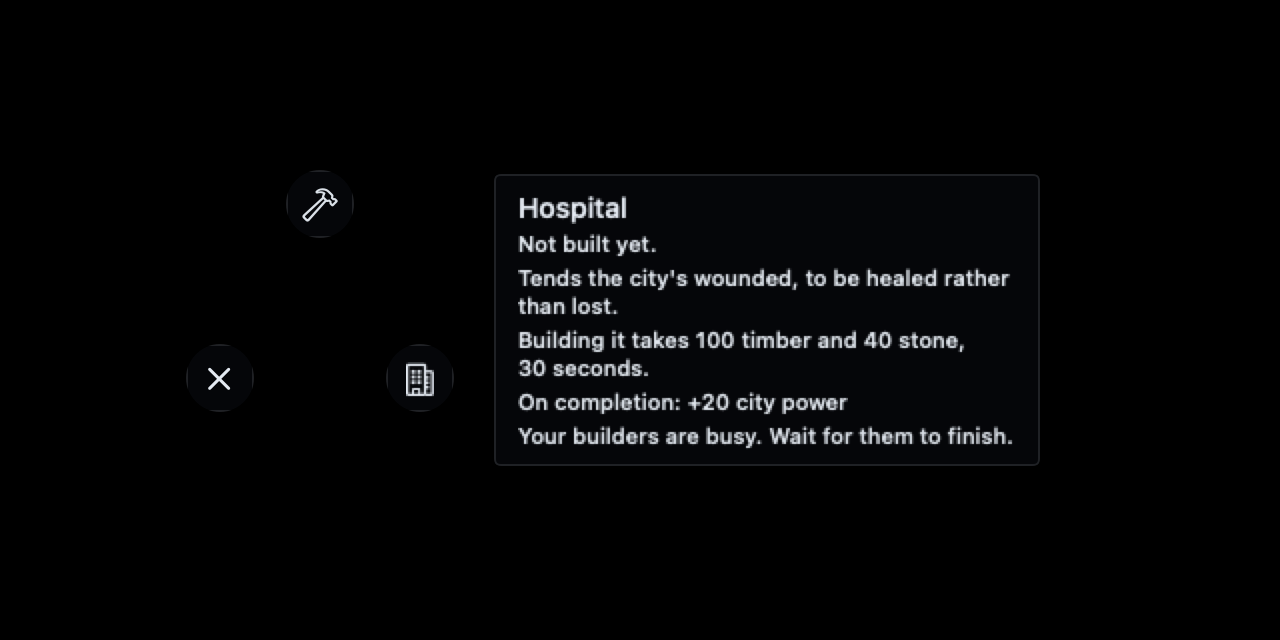 Hospital
Not built yet.
Tends the city's wounded, to be healed rather
than lost.
Building it takes 100 timber and 40 stone,
30 seconds.
On completion: +20 city power
Your builders are busy. Wait for them to finish.